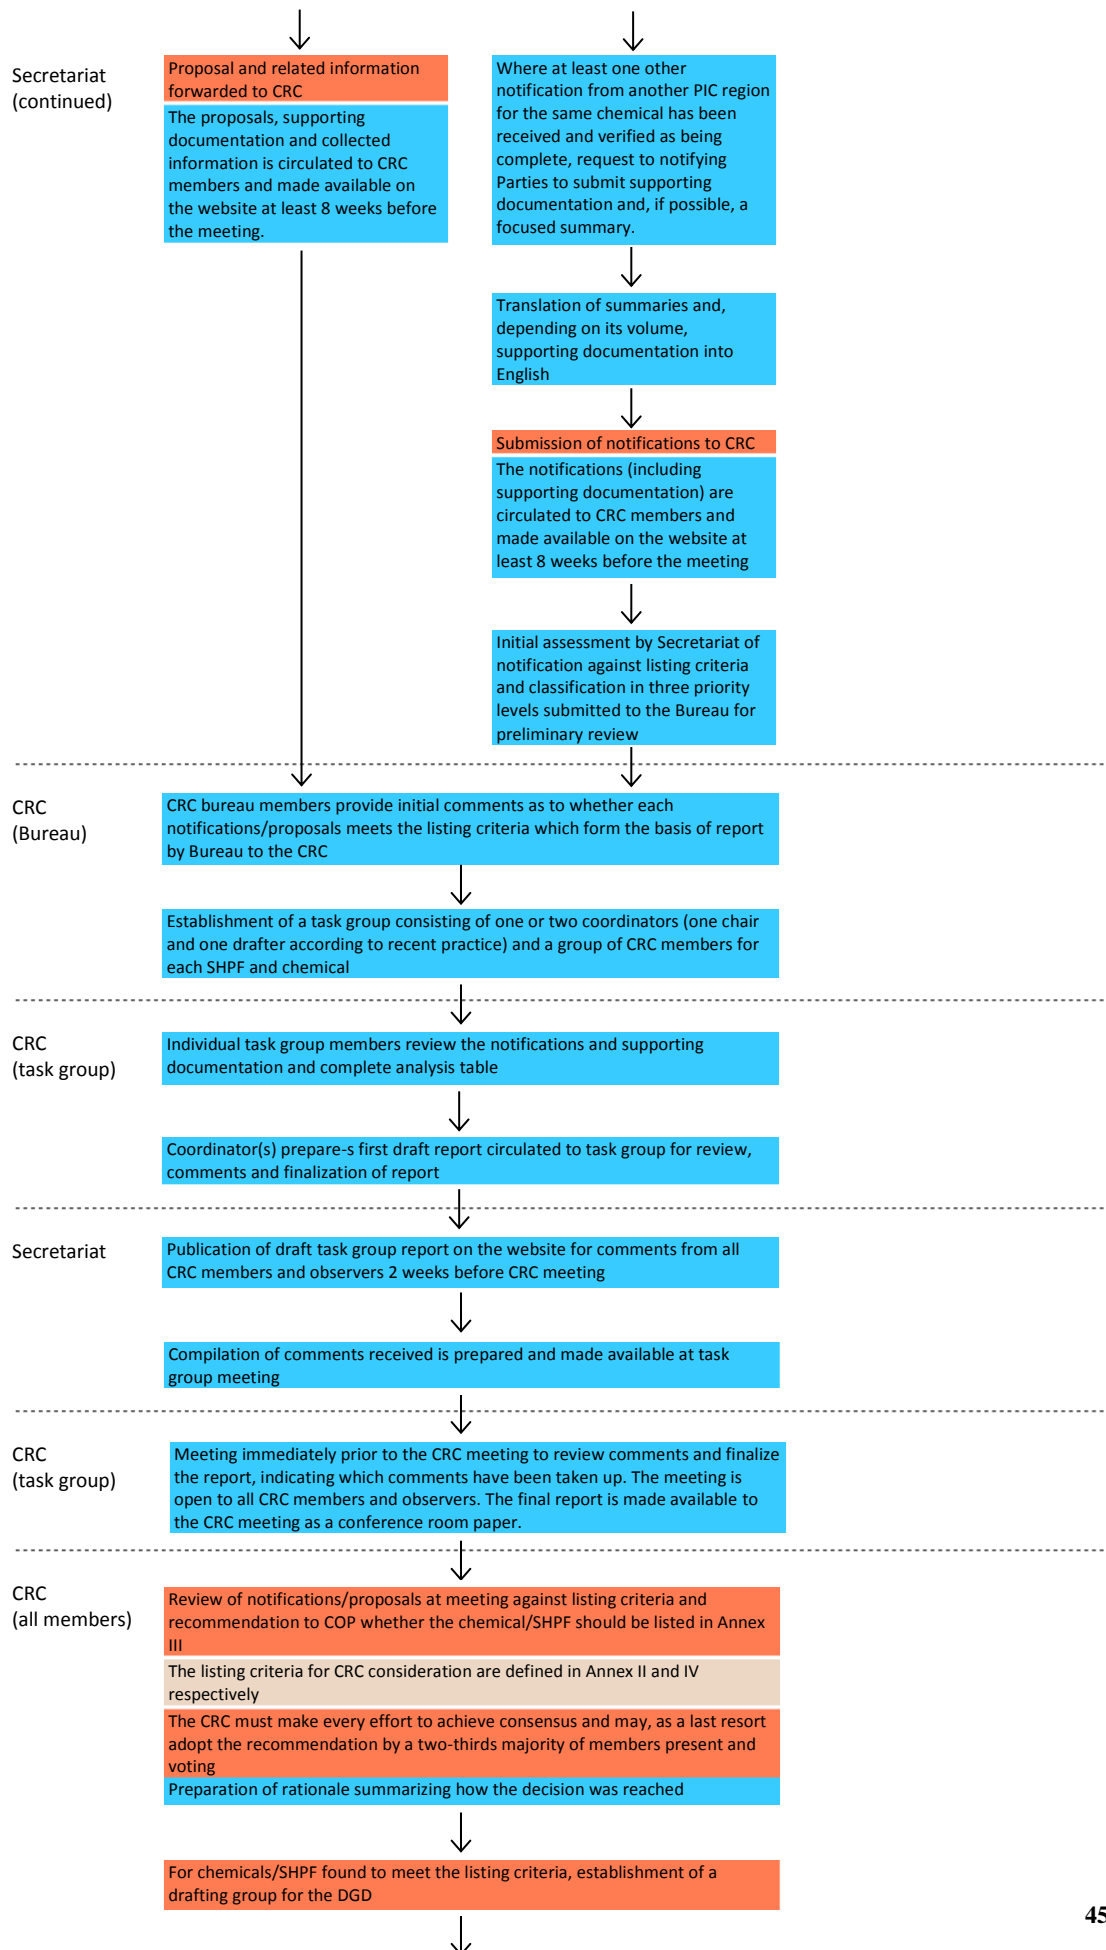 Secretariat
(continued)
Proposal and related information
forwarded to CRC
The proposals, supporting
documentation and collected
information is circulated to CRC
members and made available on
the website at least 8 weeks before
the meeting.
Where at least one other
notification from another PIC region
for the same chemical has been
received and verified as being
complete, request to notifying
Parties to submit supporting
documentation and, if possible, a
focused summary.
Translation of summaries and,
depending on its volume,
supporting documentation into
English
Submission of notifications to CRC
The notifications (including
supporting documentation) are
circulated to CRC members and
made available on the website at
least 8 weeks before the meeting
Initial assessment by Secretariat of
notification against listing criteria
and classification in three priority
levels submitted to the Bureau for
preliminary review
CRC
(Bureau)
CRC bureau members provide initial comments as to whether each
notifications/proposals meets the listing criteria which form the basis of report
by Bureau to the CRC
Establishment of a task group consisting of one or two coordinators (one chair
and one drafter according to recent practice) and a group of CRC members for
each SHPF and chemical
CRC
(task group)
Individual task group members review the notifications and supporting
documentation and complete analysis table
Coordinator(s) prepare-s first draft report circulated to task group for review,
comments and finalization of report
Secretariat
Publication of draft task group report on the website for comments from all
CRC members and observers 2 weeks before CRC meeting
Compilation of comments received is prepared and made available at task
group meeting
CRC
(task group)
Meeting immediately prior to the CRC meeting to review comments and finalize
the report, indicating which comments have been taken up. The meeting is
open to all CRC members and observers. The final report is made available to
the CRC meeting as a conference room paper.
CRC
(all members)
Review of notifications/proposals at meeting against listing criteria and
recommendation to COP whether the chemical/SHPF should be listed in Annex
III
The listing criteria for CRC consideration are defined in Annex II and IV
respectively
The CRC must make every effort to achieve consensus and may, as a last resort
adopt the recommendation by a two-thirds majority of members present and
voting
Preparation of rationale summarizing how the decision was reached
For chemicals/SHPF found to meet the listing criteria, establishment of a
drafting group for the DGD
45